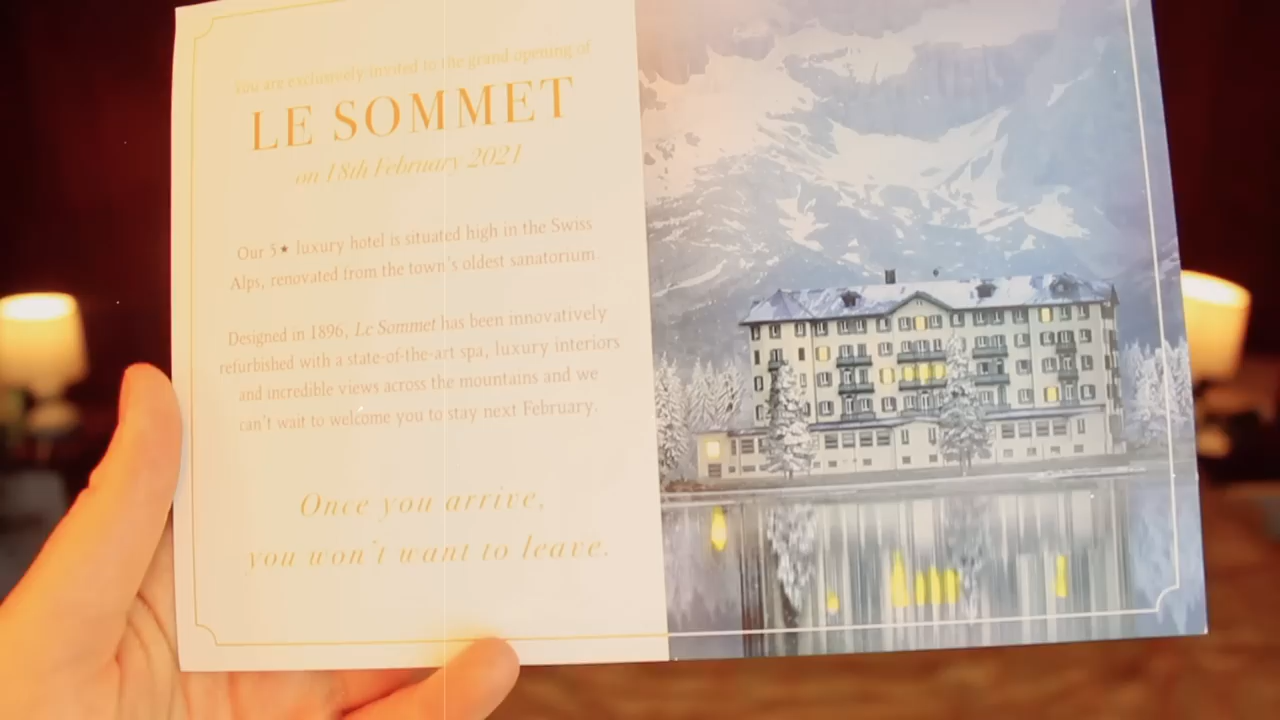 You are exclusively invited to the grand opening of
LE SOMMET
on 18th February 2021
Our 5★ luxury hotel is situated high in the Swiss
Alps, renovated from the town's oldest sanatorium.
Designed in 1896, Le Sommet has been innovatively
refurbished with a state-of-the-art spa, luxury interiors
and incredible views across the mountains and we
can't wait to welcome you to stay next February.
Once you arrive,
you won't want to leave.